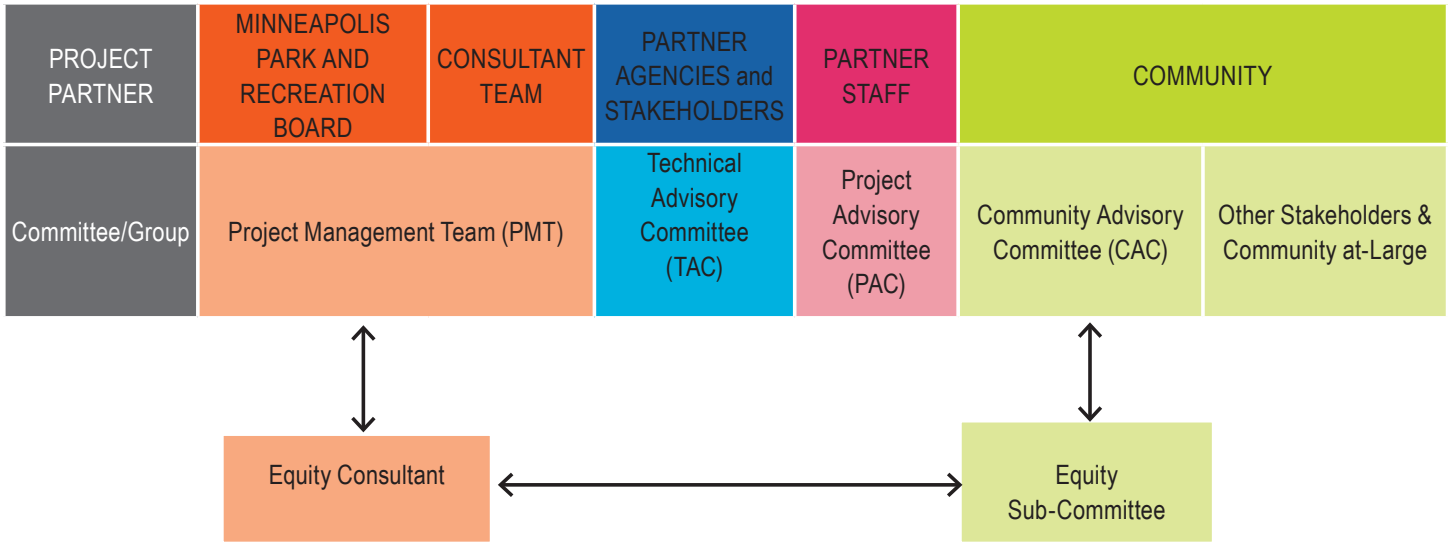 PROJECT
PARTNER
MINNEAPOLIS
PARK AND
RECREATION
BOARD
CONSULTANT
TEAM
PARTNER
AGENCIES and
STAKEHOLDERS
PARTNER
STAFF
COMMUNITY
Committee/Group
Project Management Team (PMT)
Technical
Advisory
Committee
(TAC)
Project
Advisory
Committee
(PAC)
Community Advisory
Committee (CAC)
Other Stakeholders &
Community at-Large
Equity Consultant
Equity
Sub-Committee